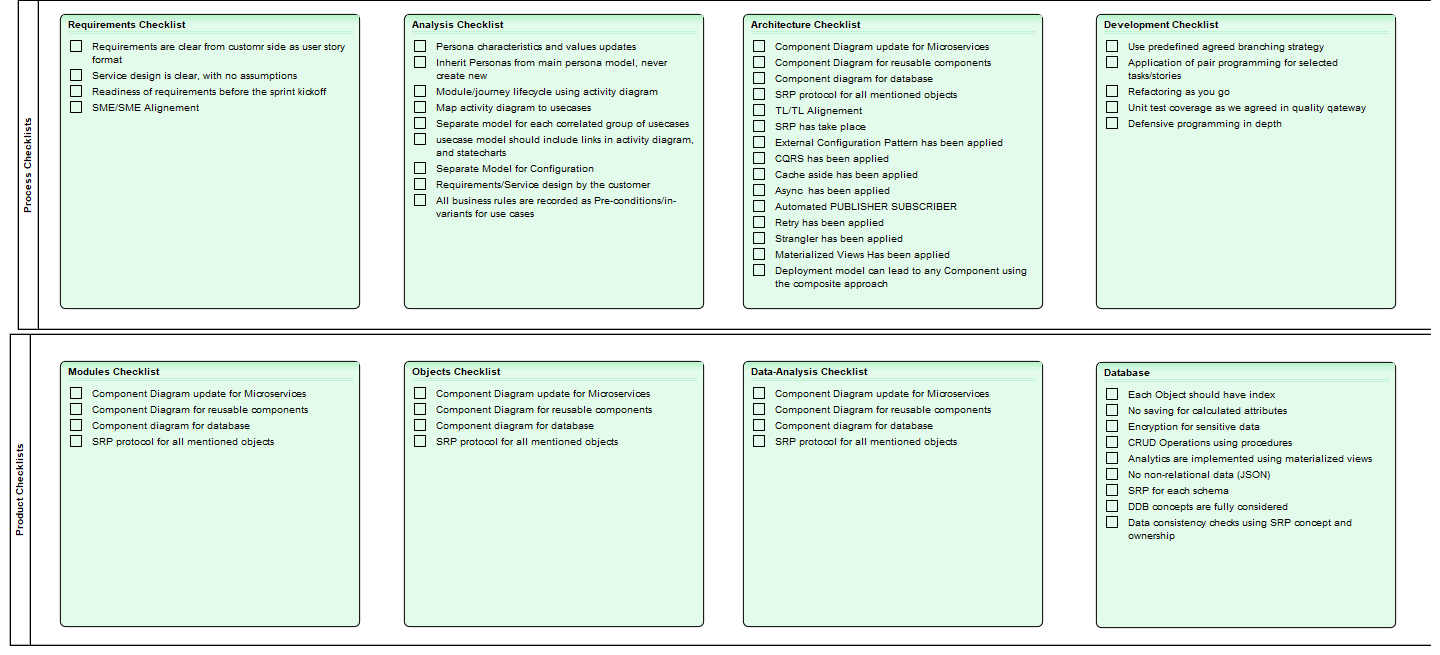 Process Checklists
Requirements Checklist
Requirements are clear from customr side as user story
format
Service design is clear, with no assumptions
Readiness of requirements before the sprint kickoff
SME/SME Alignement
Analysis Checklist
Persona characteristics and values updates
Inherit Personas from main persona model, never
create new
Module/journey lifecycle using activity diagram
Map activity diagram to usecases
Separate model for each correlated group of usecases
usecase model should include links in activity diagram,
and statecharts
Separate Model for Configuration
Requirements/Service design by the customer
All business rules are recorded as Pre-conditions/in-
variants for use cases
Architecture Checklist
Component Diagram update for Microservices
Component Diagram for reusable components
Component diagram for database
SRP protocol for all mentioned objects
TL/TL Alignement
SRP has take place
External Configuration Pattern has been applied
CQRS has been applied
Cache aside has been applied
Async  has been applied
Automated PUBLISHER SUBSCRIBER
Retry has been applied
Strangler has been applied
Materialized Views Has been applied
Deployment model can lead to any Component using
the composite approach
Development Checklist
Use predefined agreed branching strategy
Application of pair programming for selected
tasks/stories
Refactoring as you go
Unit test coverage as we agreed in quality qateway
Defensive programming in depth
Product Checklists
Modules Checklist
Component Diagram update for Microservices
Component Diagram for reusable components
Component diagram for database
SRP protocol for all mentioned objects
Objects Checklist
Component Diagram update for Microservices
Component Diagram for reusable components
Component diagram for database
SRP protocol for all mentioned objects
Data-Analysis Checklist
Component Diagram update for Microservices
Component Diagram for reusable components
Component diagram for database
SRP protocol for all mentioned objects
Database
Each Object should have index
No saving for calculated attributes
Encryption for sensitive data
CRUD Operations using procedures
Analytics are implemented using materialized views
No non-relational data (JSON)
SRP for each schema
DDB concepts are fully considered
Data consistency checks using SRP concept and
ownership